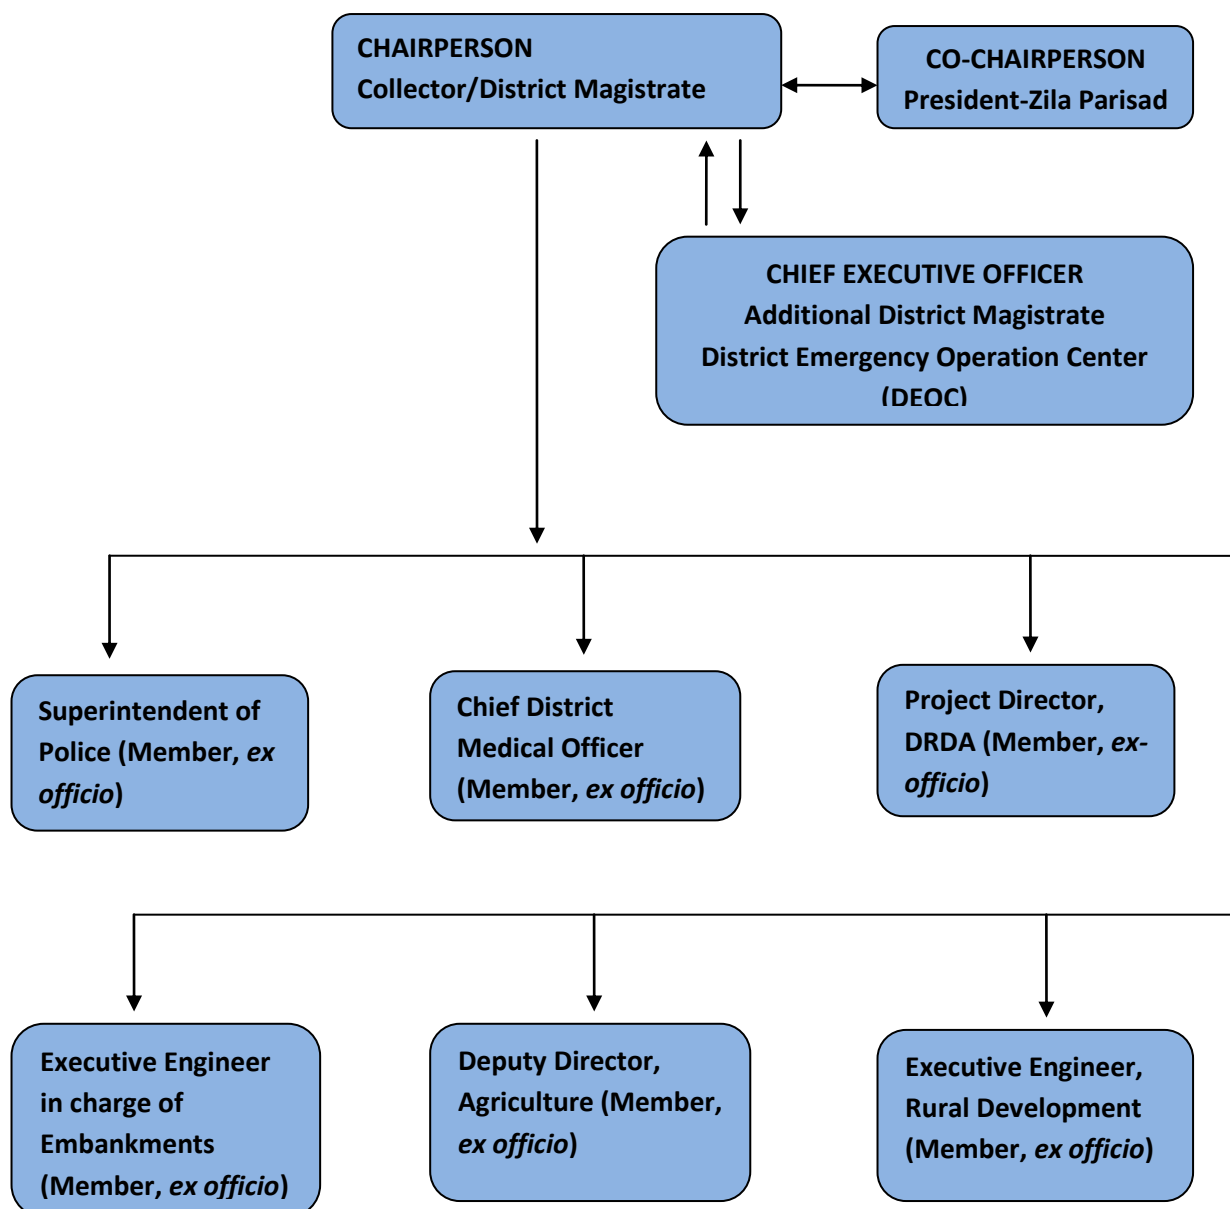 CHAIRPERSON
Collector/District Magistrate
CO-CHAIRPERSON
President-Zila Parisad
CHIEF EXECUTIVE OFFICER
Additional District Magistrate
District Emergency Operation Center
(DEOC)
Superintendent of
Police (Member, ex
officio)
Chief District
Medical Officer
(Member, ex officio)
Project Director,
DRDA (Member, ex-
officio)
Executive Engineer
in charge of
Embankments
(Member, ex officio)
Deputy Director,
Agriculture (Member,
ex officio)
Executive Engineer,
Rural Development
(Member, ex officio)